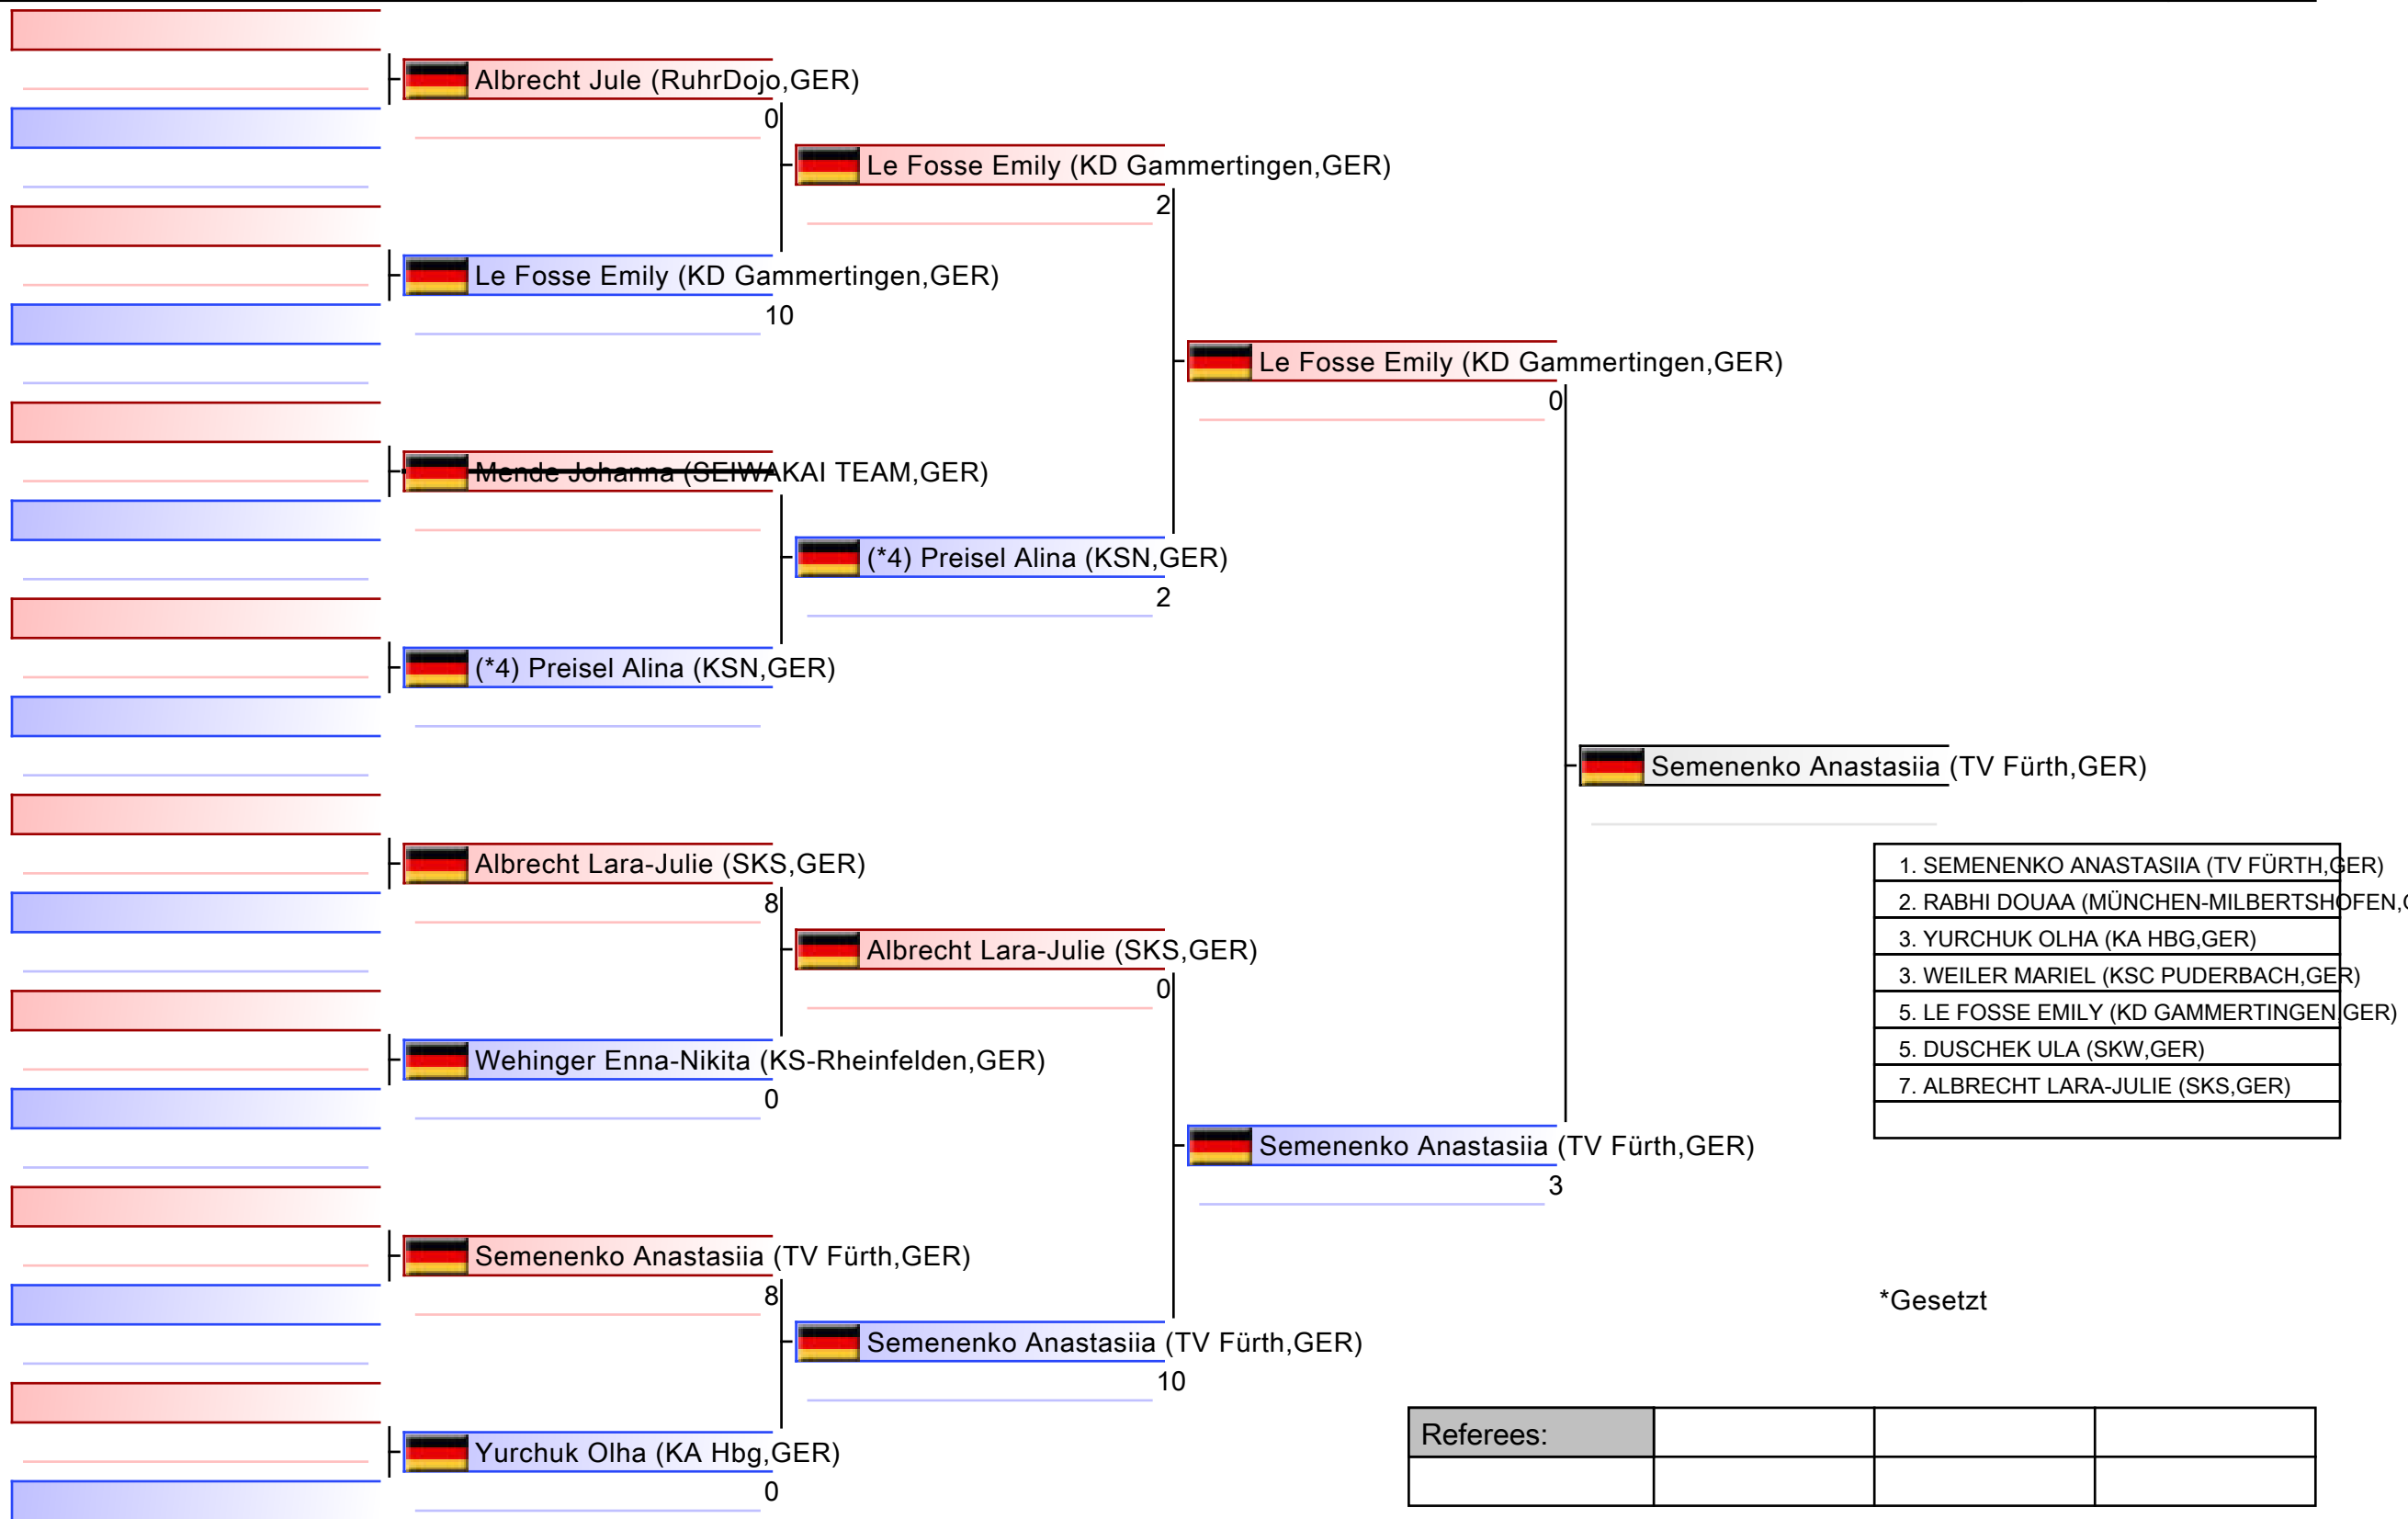 Albrecht Jule (RuhrDojo,GER)
0
Le Fosse Emily (KD Gammertingen,GER)
2
Le Fosse Emily (KD Gammertingen,GER)
10
Le Fosse Emily (KD Gammertingen,GER)
0
Mende Johanna (SEIWAKAI TEAM,GER)
(*4) Preisel Alina (KSN,GER)
2
(*4) Preisel Alina (KSN,GER)
Semenenko Anastasiia (TV Fürth,GER)
Albrecht Lara-Julie (SKS,GER)
8
Albrecht Lara-Julie (SKS,GER)
0
Wehinger Enna-Nikita (KS-Rheinfelden,GER)
0
Semenenko Anastasiia (TV Fürth,GER)
3
Semenenko Anastasiia (TV Fürth,GER)
8
Semenenko Anastasiia (TV Fürth,GER)
10
Yurchuk Olha (KA Hbg,GER)
0
1. SEMENENKO ANASTASIIA (TV FÜRTH,GER)
2. RABHI DOUAA (MÜNCHEN-MILBERTSHOFEN,
3. YURCHUK OLHA (KA HBG,GER)
3. WEILER MARIEL (KSC PUDERBACH,GER)
5. LE FOSSE EMILY (KD GAMMERTINGEN,GER)
5. DUSCHEK ULA (SKW,GER)
7. ALBRECHT LARA-JULIE (SKS,GER)
*Gesetzt
Referees: